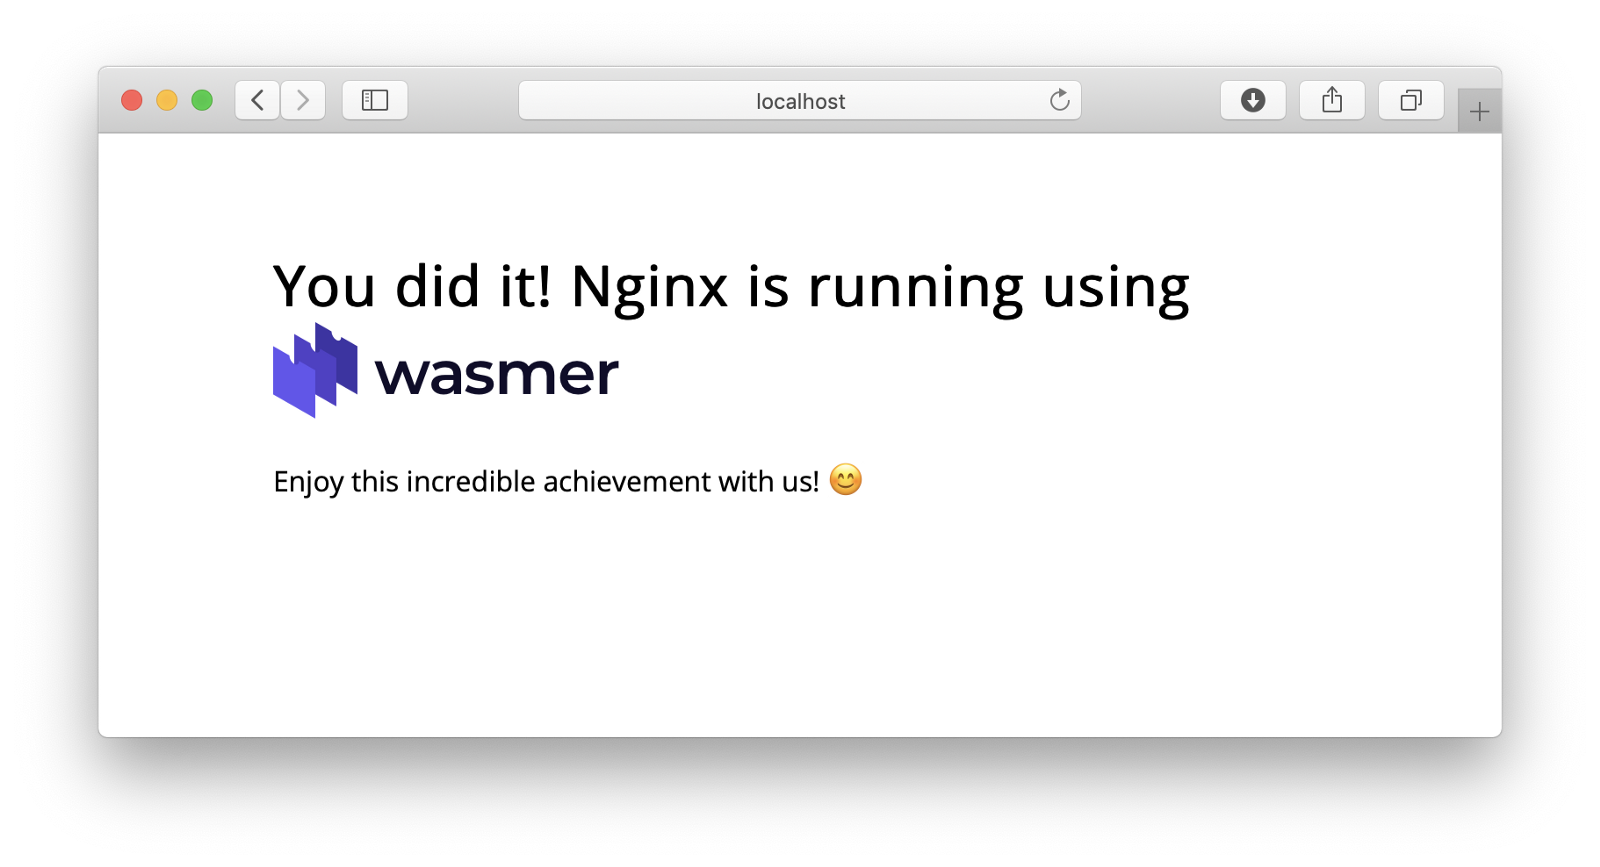 localhost
You did it! Nginx is running using
wasmer
Enjoy this incredible achievement with us! 😊